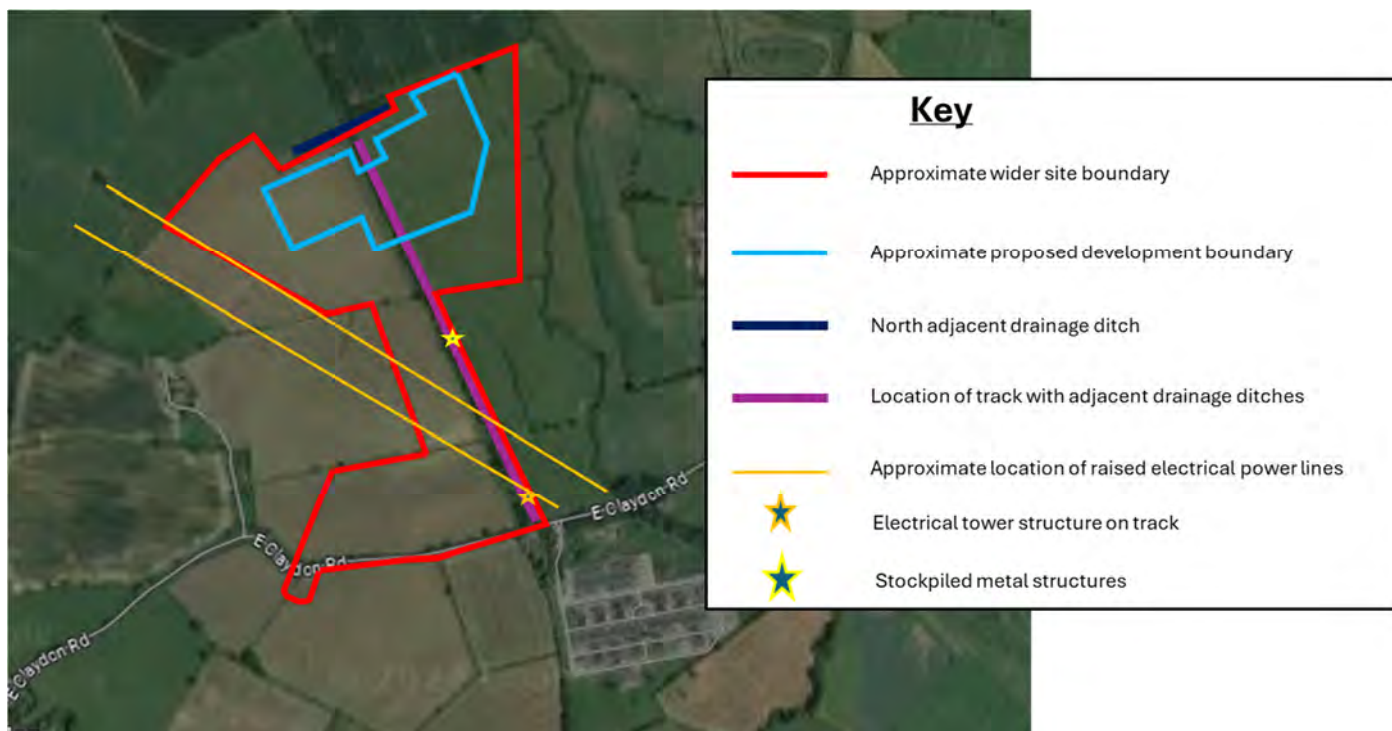 Key
Approximate wider site boundary
Approximate proposed development boundary
North adjacent drainage ditch
Location of track with adjacent drainage ditches
Approximate location of raised electrical power lines
Electrical tower structure on track
Stockpiled metal structures
E Claydon Rd
E Claydon Rd
E Claydon Rd